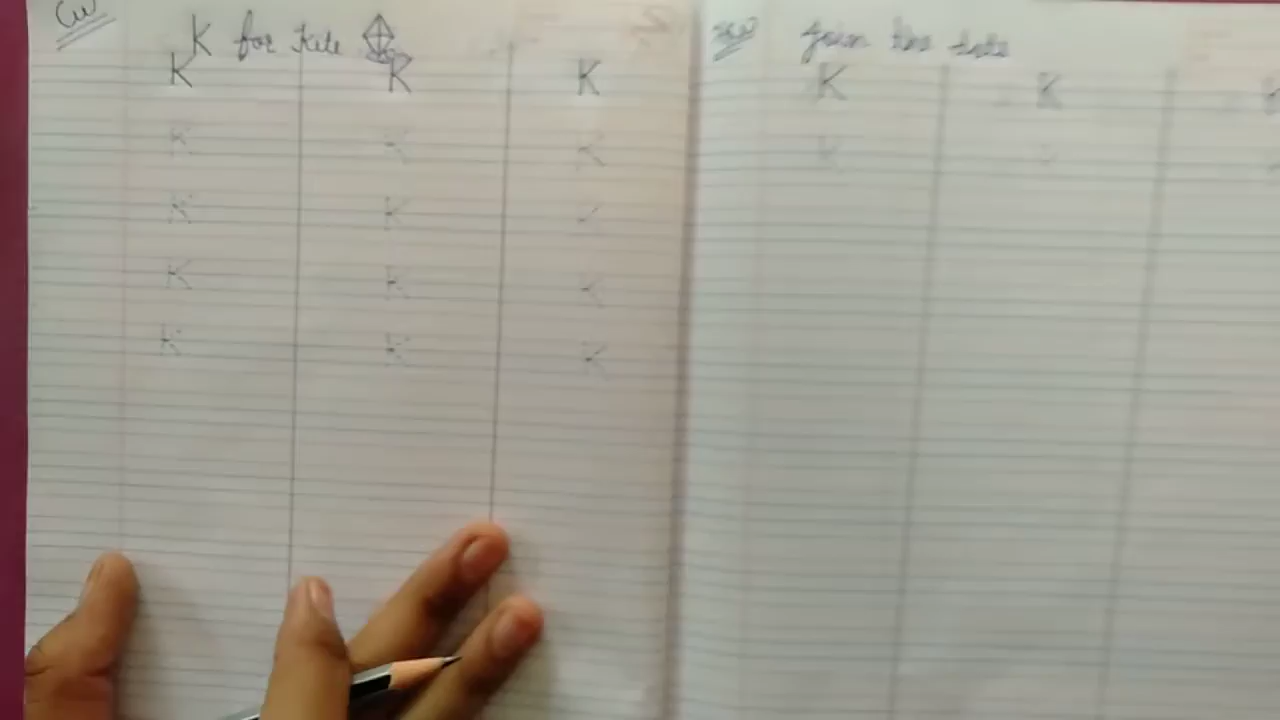 Cw
K for Kite
K K K
K K K
K K K
K K K
K K K
Join the dots
K K
K